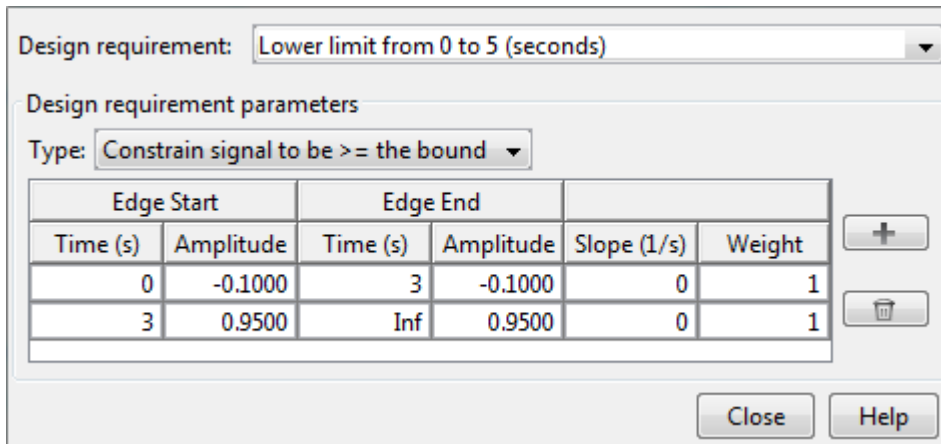 Design requirement: Lower limit from 0 to 5 (seconds)
Design requirement parameters
Type: Constrain signal to be >= the bound
Edge Start Edge End
Time (s) Amplitude Time (s) Amplitude Slope (1/s) Weight
0 -0.1000 3 -0.1000 0 1
3 0.9500 Inf 0.9500 0 1
Close Help